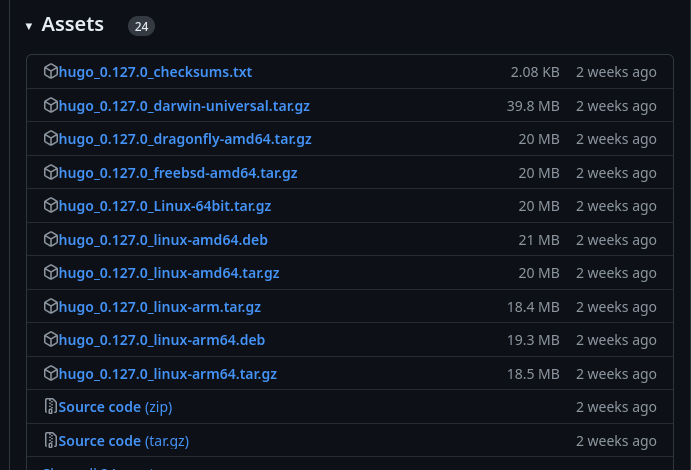 Assets 24
hugo_0.127.0_checksums.txt 2.08 KB 2 weeks ago
hugo_0.127.0_darwin-universal.tar.gz 39.8 MB 2 weeks ago
hugo_0.127.0_dragonfly-amd64.tar.gz 20 MB 2 weeks ago
hugo_0.127.0_freebsd-amd64.tar.gz 20 MB 2 weeks ago
hugo_0.127.0_Linux-64bit.tar.gz 20 MB 2 weeks ago
hugo_0.127.0_linux-amd64.deb 21 MB 2 weeks ago
hugo_0.127.0_linux-amd64.tar.gz 20 MB 2 weeks ago
hugo_0.127.0_linux-arm.tar.gz 18.4 MB 2 weeks ago
hugo_0.127.0_linux-arm64.deb 19.3 MB 2 weeks ago
hugo_0.127.0_linux-arm64.tar.gz 18.5 MB 2 weeks ago
Source code (zip) 2 weeks ago
Source code (tar.gz) 2 weeks ago